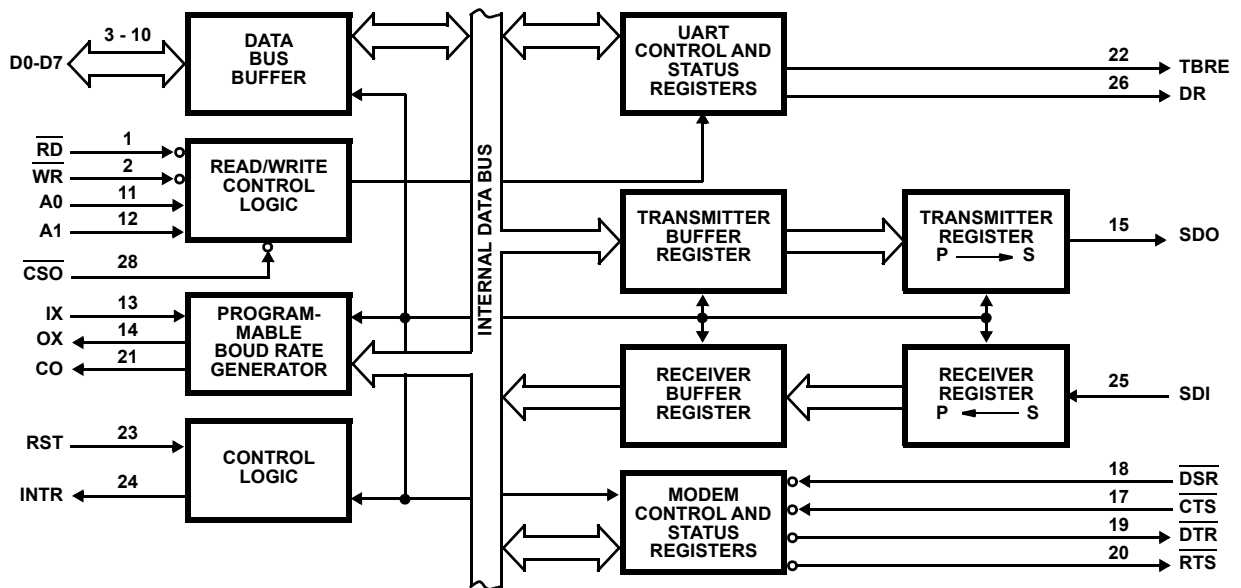 3 - 10
D0-D7
DATA
BUS
BUFFER
RD
1
WR
2
A0
11
A1
12
READ/WRITE
CONTROL
LOGIC
CSO
28
IX
13
OX
14
CO
21
PROGRAM-
MABLE
BOUD RATE
GENERATOR
RST
23
INTR
24
CONTROL
LOGIC
INTERNAL DATA BUS
UART
CONTROL AND
STATUS
REGISTERS
22
TBRE
26
DR
TRANSMITTER
BUFFER
REGISTER
TRANSMITTER
REGISTER
P S
15
SDO
RECEIVER
BUFFER
REGISTER
RECEIVER
REGISTER
P S
25
SDI
MODEM
CONTROL AND
STATUS
REGISTERS
18
DSR
17
CTS
19
DTR
20
RTS